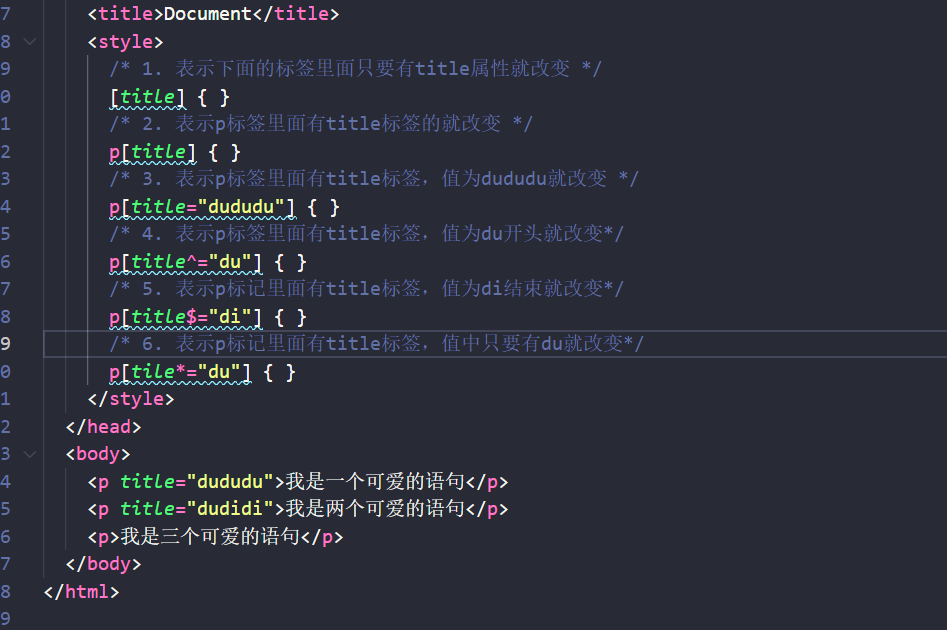 7 <title>Document</title>
8 <style>
9 /* 1. 表示下面的标签里面只要有title属性就改变 */
0 [title] { }
1 /* 2. 表示p标签里面有title标签的就改变 */
2 p[title] { }
3 /* 3. 表示p标签里面有title标签，值为dududu就改变 */
4 p[title="dududu"] { }
5 /* 4. 表示p标签里面有title标签，值为du开头就改变*/
6 p[title^="du"] { }
7 /* 5. 表示p标记里面有title标签，值为di结束就改变*/
8 p[title$="di"] { }
9 /* 6. 表示p标记里面有title标签，值中只要有du就改变*/
0 p[tile*="du"] { }
1 </style>
2 </head>
3 <body>
4 <p title="dududu">我是一个可爱的语句</p>
5 <p title="dudidi">我是两个可爱的语句</p>
6 <p>我是三个可爱的语句</p>
7 </body>
8 </html>
9